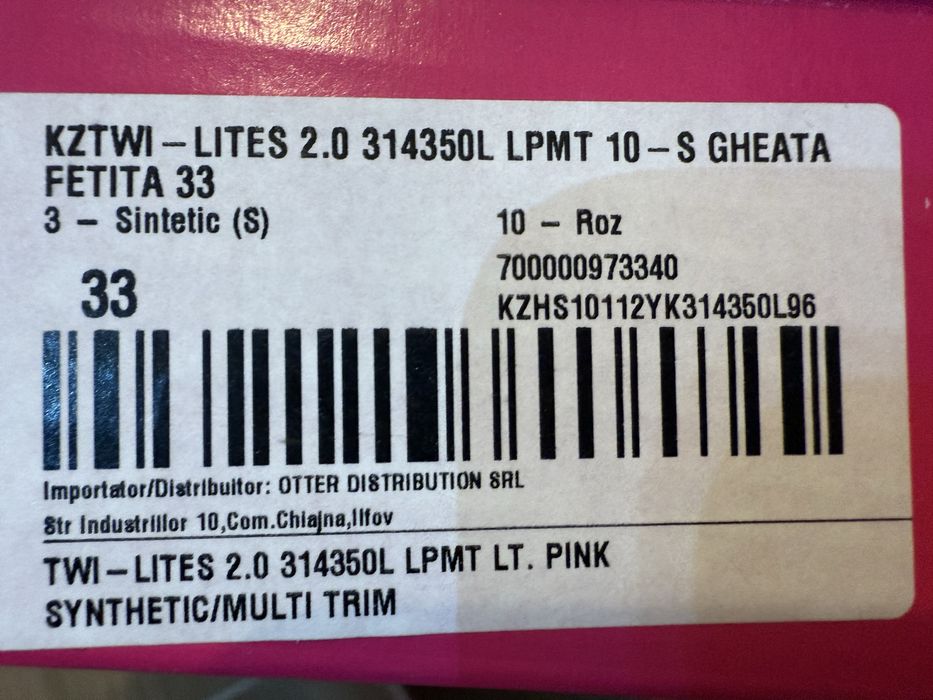 KZTWI-LITES 2.0 314350L LPMT 10-S GHEATA
FETITA 33
3 - Sintetic (S)
10 - Roz
33
700000973340
KZHS10112YK314350L96
Importator/Distribuitor: OTTER DISTRIBUTION SRL
Str Industriilor 10,Com.Chiajna,Ilfov
TWI-LITES 2.0 314350L LPMT LT. PINK
SYNTHETIC/MULTI TRIM